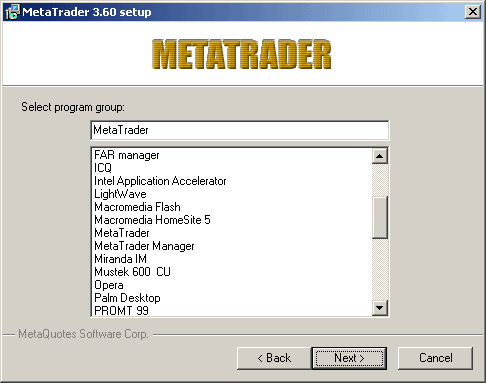 MetaTrader 3.60 setup
METATRADER
Select program group:
MetaTrader
FAR manager
ICQ
Intel Application Accelerator
LightWave
Macromedia Flash
Macromedia HomeSite 5
MetaTrader
MetaTrader Manager
Miranda IM
Mustek 600 CU
Opera
Palm Desktop
PROMT 99
MetaQuotes Software Corp.
< Back
Next >
Cancel